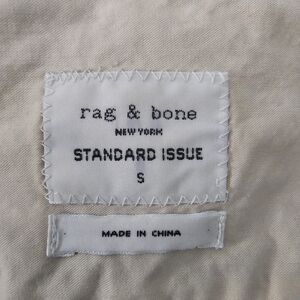 rag & bone
NEW YORK
STANDARD ISSUE
S
MADE IN CHINA